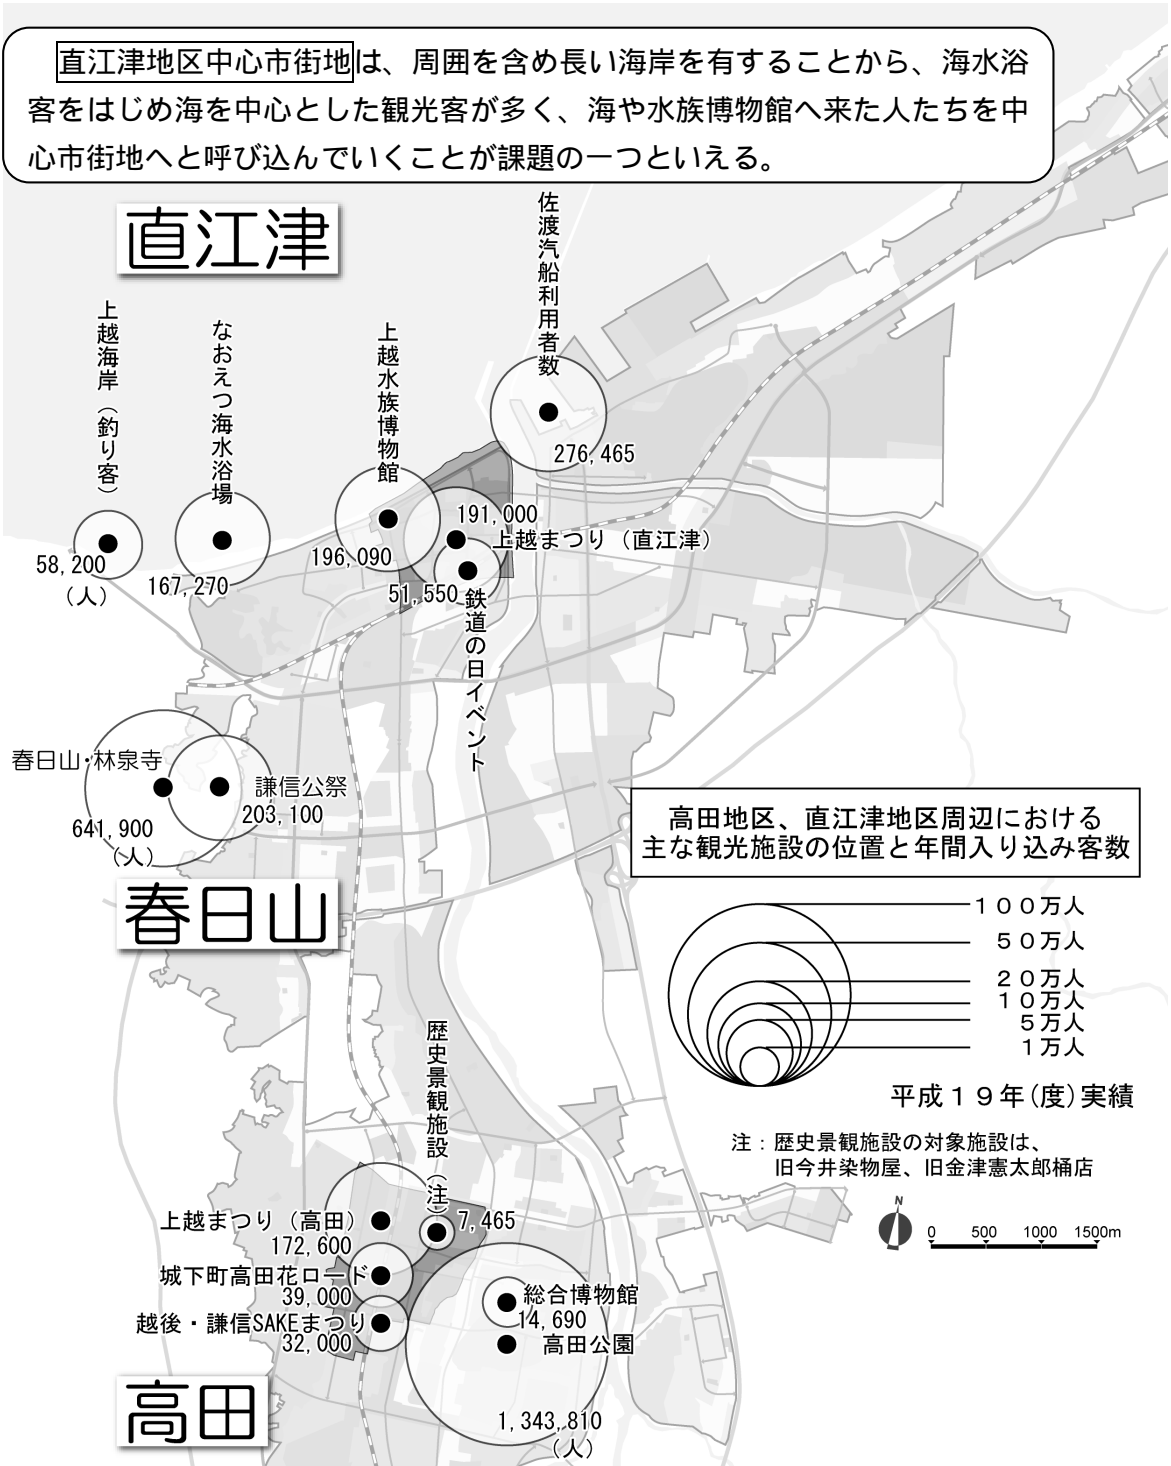 直江津地区中心市街地は、周囲を含め長い海岸を有することから、海水浴
客をはじめ海を中心とした観光客が多く、海や水族博物館へ来た人たちを中
心市街地へと呼び込んでいくことが課題の一つといえる。
直江津
佐渡汽船利用者数
276,465
上越海岸（釣り客）
58,200
（人）
なおえつ海水浴場
167,270
上越水族博物館
196,090
191,000
上越まつり（直江津）
51,550
鉄道の日イベント
春日山・林泉寺
641,900
（人）
謙信公祭
203,100
春日山
高田地区、直江津地区周辺における
主な観光施設の位置と年間入り込み客数
１００万人
５０万人
２０万人
１０万人
５万人
１万人
平成１９年（度）実績
注：歴史景観施設の対象施設は、
旧今井染物屋、旧金津憲太郎桶店
N
0 500 1000 1500m
歴史景観施設（注）
7,465
上越まつり（高田）
172,600
城下町高田花ロード
39,000
越後・謙信SAKEまつり
32,000
総合博物館
14,690
高田公園
1,343,810
（人）
高田